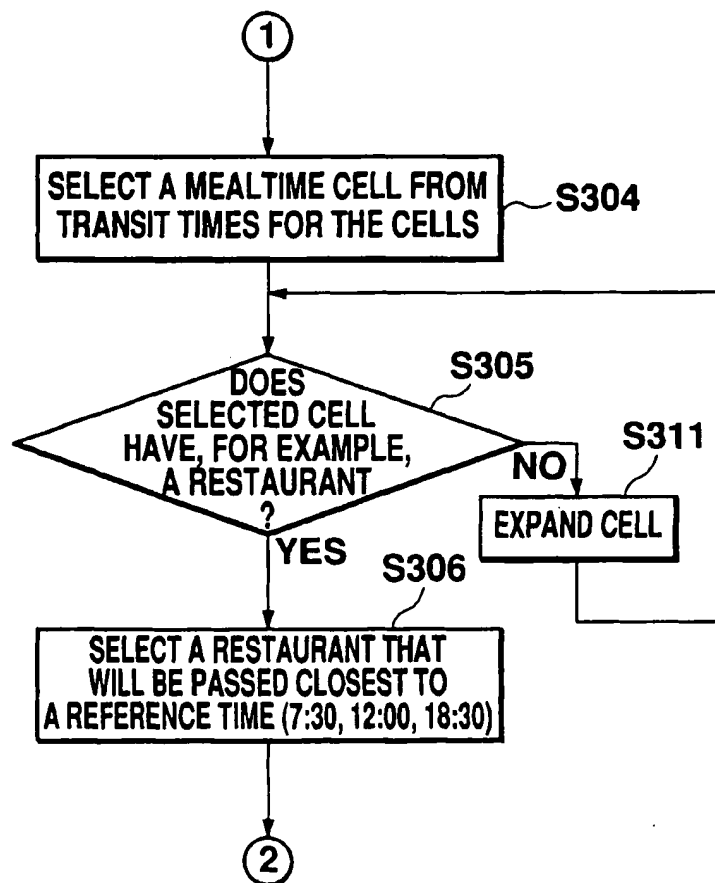 1
SELECT A MEALTIME CELL FROM
TRANSIT TIMES FOR THE CELLS
S304
DOES
SELECTED CELL
HAVE, FOR EXAMPLE,
A RESTAURANT
?
S305
NO
S311
EXPAND CELL
YES
S306
SELECT A RESTAURANT THAT
WILL BE PASSED CLOSEST TO
A REFERENCE TIME (7:30, 12:00, 18:30)
2